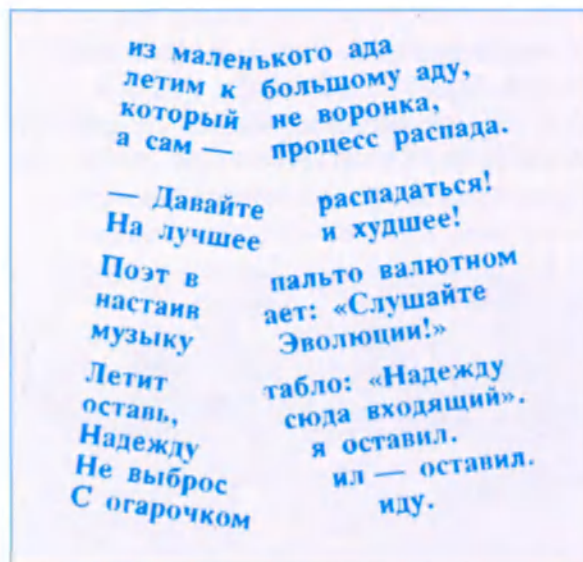 из маленького ада
летим к большому аду,
который не воронка,
а сам — процесс распада.
— Давайте распадаться!
На лучшее и худшее!
Поэт в пальто валютном
настаив ает: «Слушайте
музыку Эволюции!»
Летит табло: «Надежду
оставь, сюда входящий».
Надежду я оставил.
Не выброс ил — оставил.
С огарочком иду.